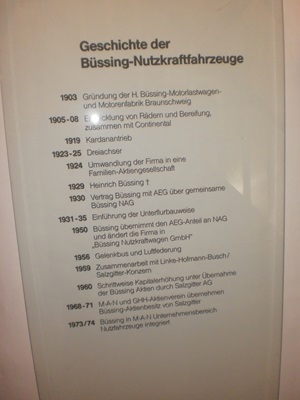 Geschichte der
Büssing-Nutzkraftfahrzeuge
1903 Gründung der H. Büssing-Motorlastwagen-
und Motorenfabrik Braunschweig
1905-08 Entwicklung von Rädern und Bereifung,
zusammen mit Continental
1919 Kardanantrieb
1923-25 Dreiachser
1924 Umwandlung der Firma in eine
Familien-Aktiengesellschaft
1929 Heinrich Büssing †
1930 Vertrag Büssing mit AEG über gemeinsame
Büssing NAG
1931-35 Einführung der Unterflurbauweise
1950 Büssing übernimmt den AEG-Anteil an NAG
und ändert die Firma in
„Büssing Nutzkraftwagen GmbH"
1956 Gelenkbus und Luftfederung
1959 Zusammenarbeit mit Linke-Hofmann-Busch/
Salzgitter-Konzern
1960 Schrittweise Kapitalerhöhung unter Übernahme
der Büssing Aktien durch Salzgitter AG
1968-71 M·A·N und GHH-Aktienverein übernehmen
Büssing-Aktienbesitz von Salzgitter
1973/74 Büssing in M·A·N Unternehmensbereich
Nutzfahrzeuge integriert